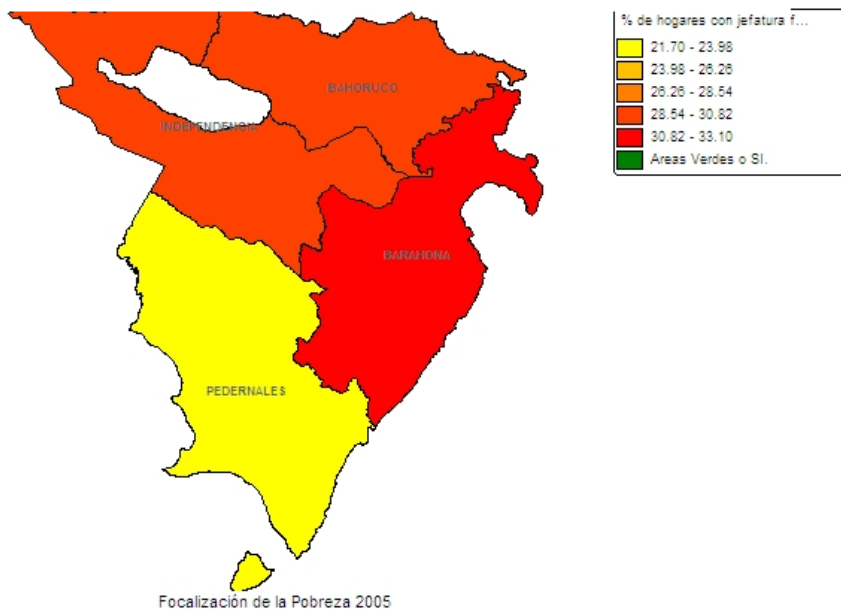 % de hogares con jefatura f...
21.70 - 23.98
23.98 - 26.26
26.26 - 28.54
28.54 - 30.82
30.82 - 33.10
Areas Verdes o SI.
BAHORUCO
INDEPENDENCIA
BARAHONA
PEDERNALES
Focalización de la Pobreza 2005